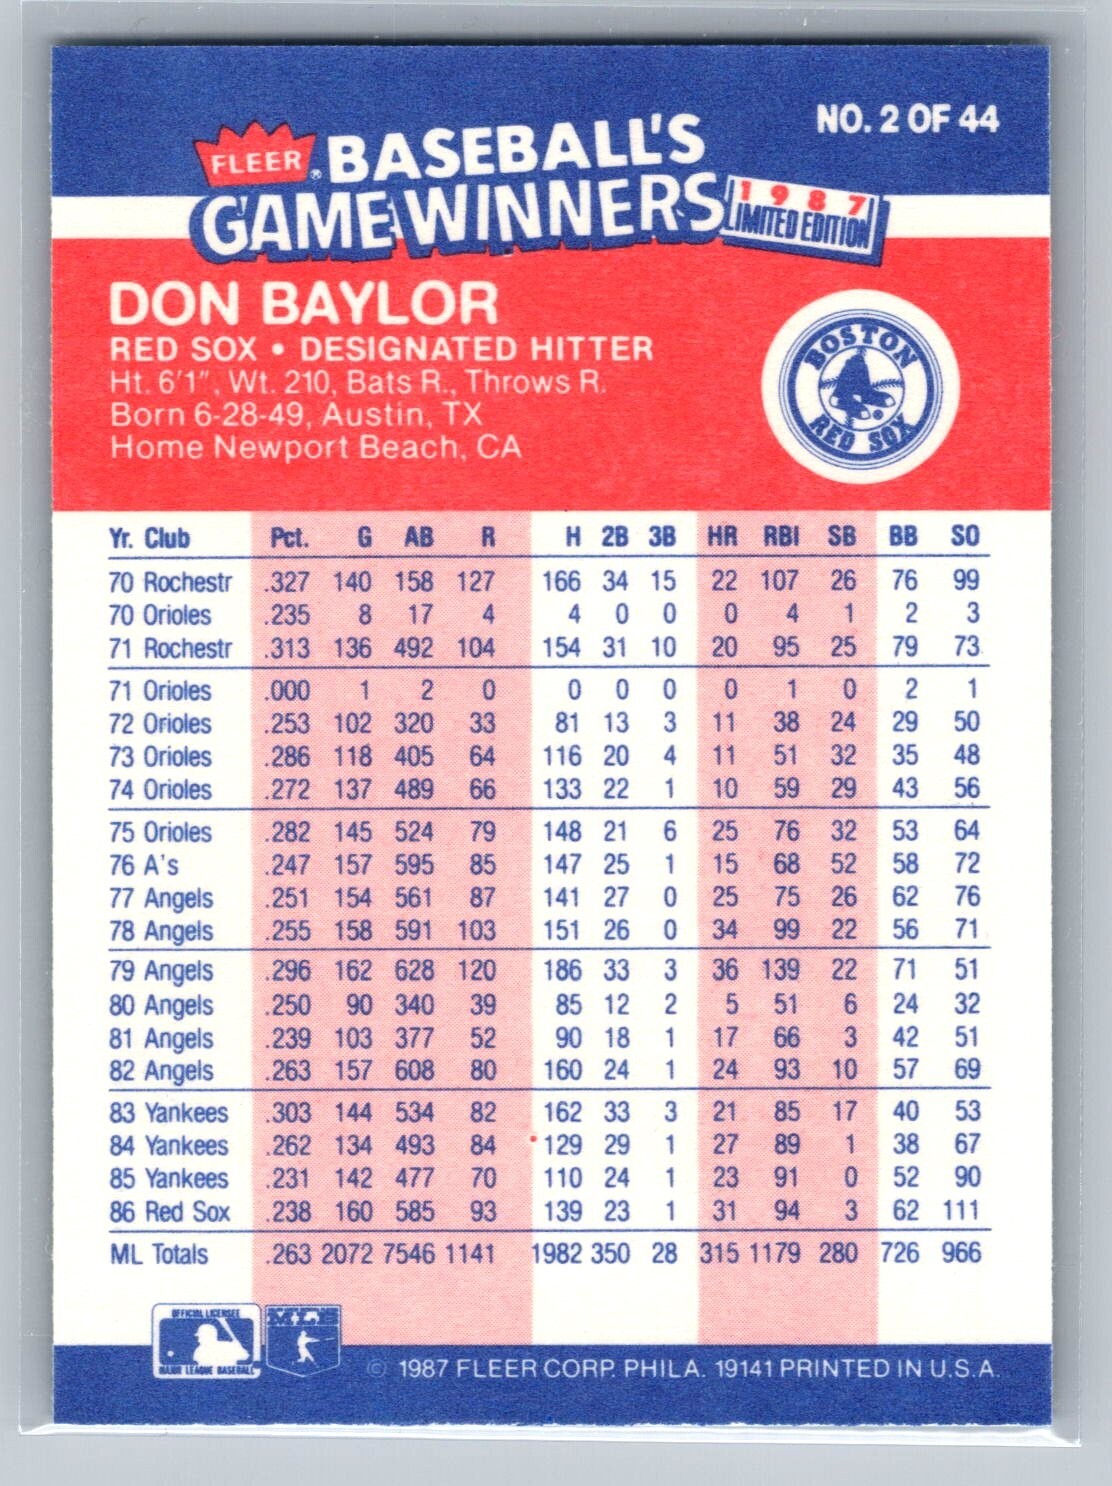 NO. 2 OF 44
FLEER® BASEBALL'S
GAME WINNERS
1987
LIMITED EDITION
DON BAYLOR
RED SOX • DESIGNATED HITTER
Ht. 6'1", Wt. 210, Bats R., Throws R.
Born 6-28-49, Austin, TX
Home Newport Beach, CA
BOSTON
RED SOX
®
Yr. Club Pct. G AB R H 2B 3B HR RBI SB BB SO
70 Rochestr .327 140 158 127 166 34 15 22 107 26 76 99
70 Orioles .235 8 17 4 4 0 0 0 4 1 2 3
71 Rochestr .313 136 492 104 154 31 10 20 95 25 79 73
71 Orioles .000 1 2 0 0 0 0 0 1 0 2 1
72 Orioles .253 102 320 33 81 13 3 11 38 24 29 50
73 Orioles .286 118 405 64 116 20 4 11 51 32 35 48
74 Orioles .272 137 489 66 133 22 1 10 59 29 43 56
75 Orioles .282 145 524 79 148 21 6 25 76 32 53 64
76 A's .247 157 595 85 147 25 1 15 68 52 58 72
77 Angels .251 154 561 87 141 27 0 25 75 26 62 76
78 Angels .255 158 591 103 151 26 0 34 99 22 56 71
79 Angels .296 162 628 120 186 33 3 36 139 22 71 51
80 Angels .250 90 340 39 85 12 2 5 51 6 24 32
81 Angels .239 103 377 52 90 18 1 17 66 3 42 51
82 Angels .263 157 608 80 160 24 1 24 93 10 57 69
83 Yankees .303 144 534 82 162 33 3 21 85 17 40 53
84 Yankees .262 134 493 84 129 29 1 27 89 1 38 67
85 Yankees .231 142 477 70 110 24 1 23 91 0 52 90
86 Red Sox .238 160 585 93 139 23 1 31 94 3 62 111
ML Totals .263 2072 7546 1141 1982 350 28 315 1179 280 726 966
OFFICIAL LICENSEE
MAJOR LEAGUE BASEBALL
© 1987 FLEER CORP. PHILA. 19141 PRINTED IN U.S.A.